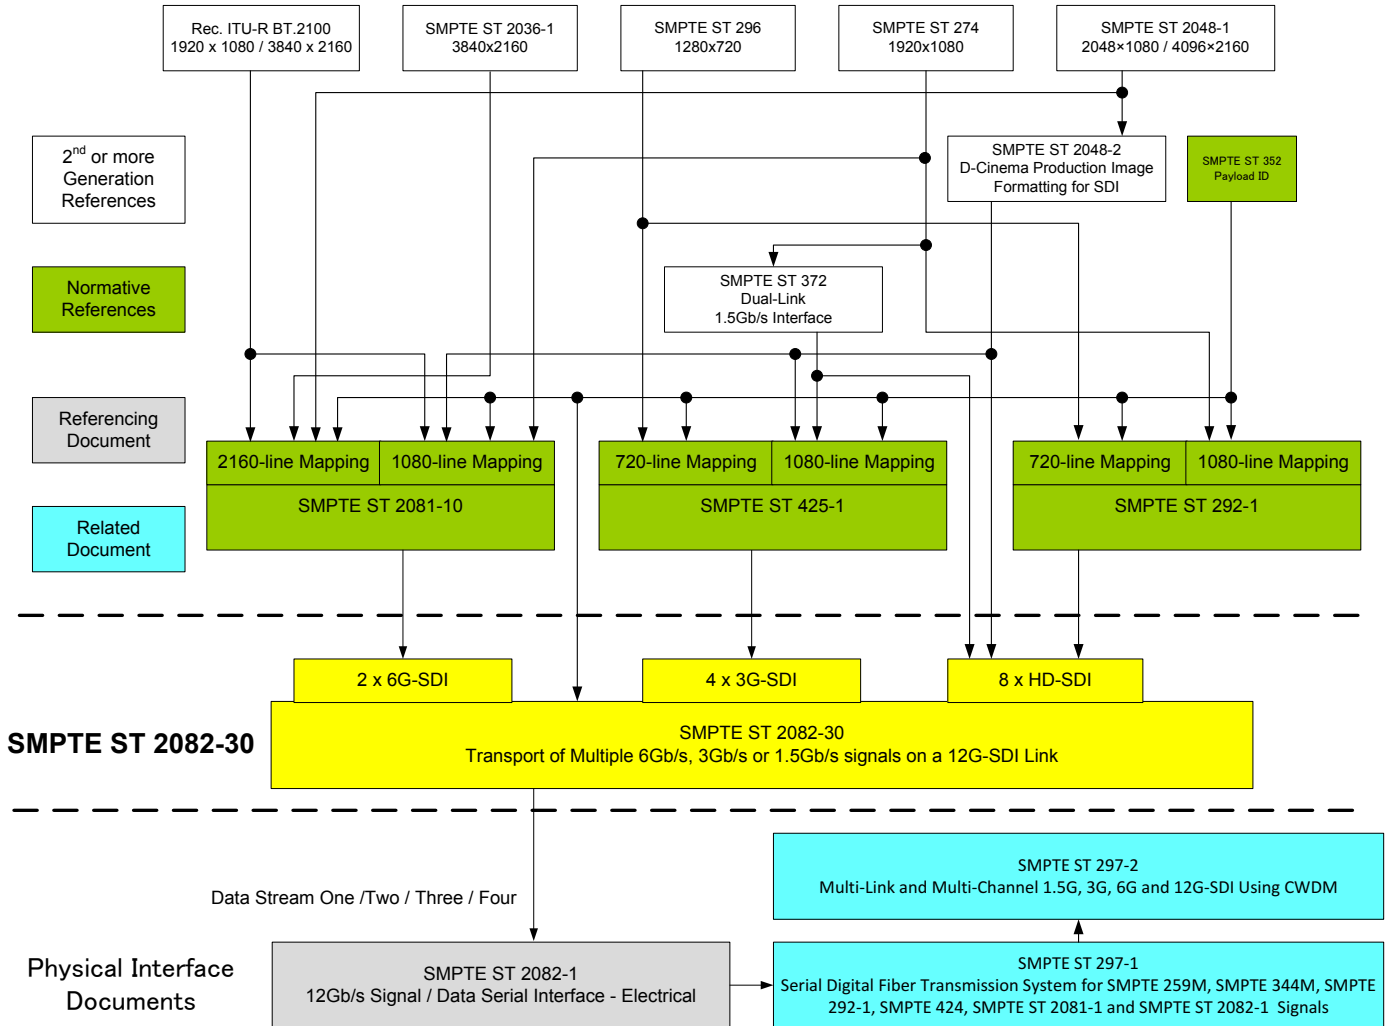 Rec. ITU-R BT.2100
1920 x 1080 / 3840 x 2160
SMPTE ST 2036-1
3840x2160
SMPTE ST 296
1280x720
SMPTE ST 274
1920x1080
SMPTE ST 2048-1
2048×1080 / 4096×2160
2nd or more
Generation
References
SMPTE ST 2048-2
D-Cinema Production Image
Formatting for SDI
SMPTE ST 352
Payload ID
Normative
References
SMPTE ST 372
Dual-Link
1.5Gb/s Interface
Referencing
Document
2160-line Mapping
1080-line Mapping
SMPTE ST 2081-10
720-line Mapping
1080-line Mapping
SMPTE ST 425-1
720-line Mapping
1080-line Mapping
SMPTE ST 292-1
Related
Document
2 x 6G-SDI
4 x 3G-SDI
8 x HD-SDI
SMPTE ST 2082-30
SMPTE ST 2082-30
Transport of Multiple 6Gb/s, 3Gb/s or 1.5Gb/s signals on a 12G-SDI Link
Data Stream One /Two / Three / Four
SMPTE ST 297-2
Multi-Link and Multi-Channel 1.5G, 3G, 6G and 12G-SDI Using CWDM
Physical Interface
Documents
SMPTE ST 2082-1
12Gb/s Signal / Data Serial Interface - Electrical
SMPTE ST 297-1
Serial Digital Fiber Transmission System for SMPTE 259M, SMPTE 344M, SMPTE
292-1, SMPTE 424, SMPTE ST 2081-1 and SMPTE ST 2082-1 Signals